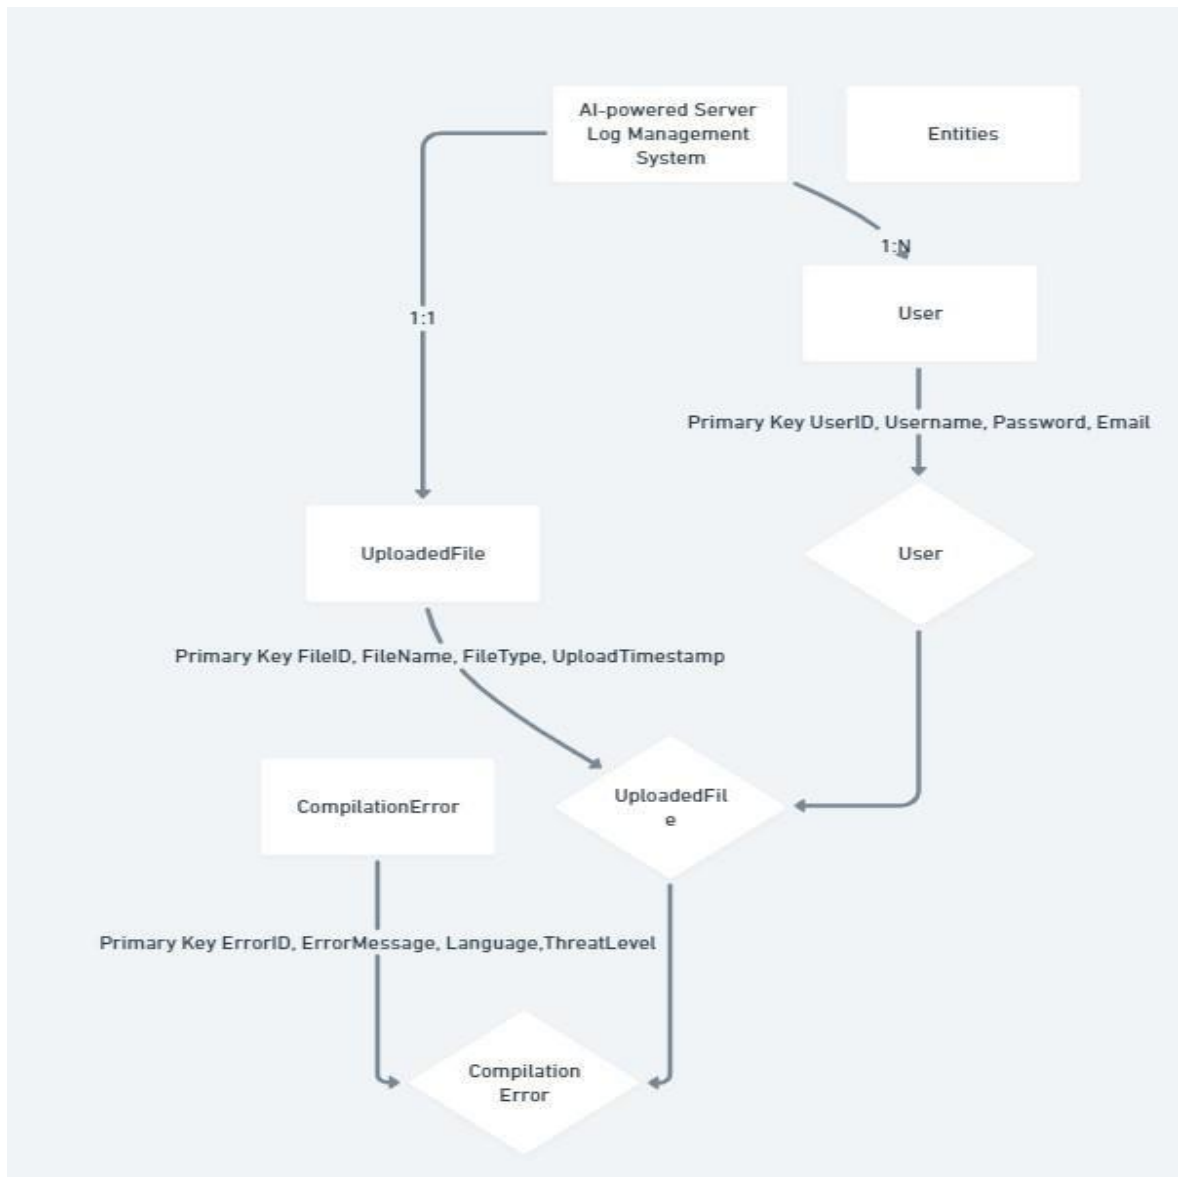 AI-powered Server
Log Management
System
Entities
1:N
User
1:1
Primary Key UserID, Username, Password, Email
UploadedFile
User
Primary Key FileID, FileName, FileType, UploadTimestamp
CompilationError
UploadedFil
e
Primary Key ErrorID, ErrorMessage, Language,ThreatLevel
Compilation
Error